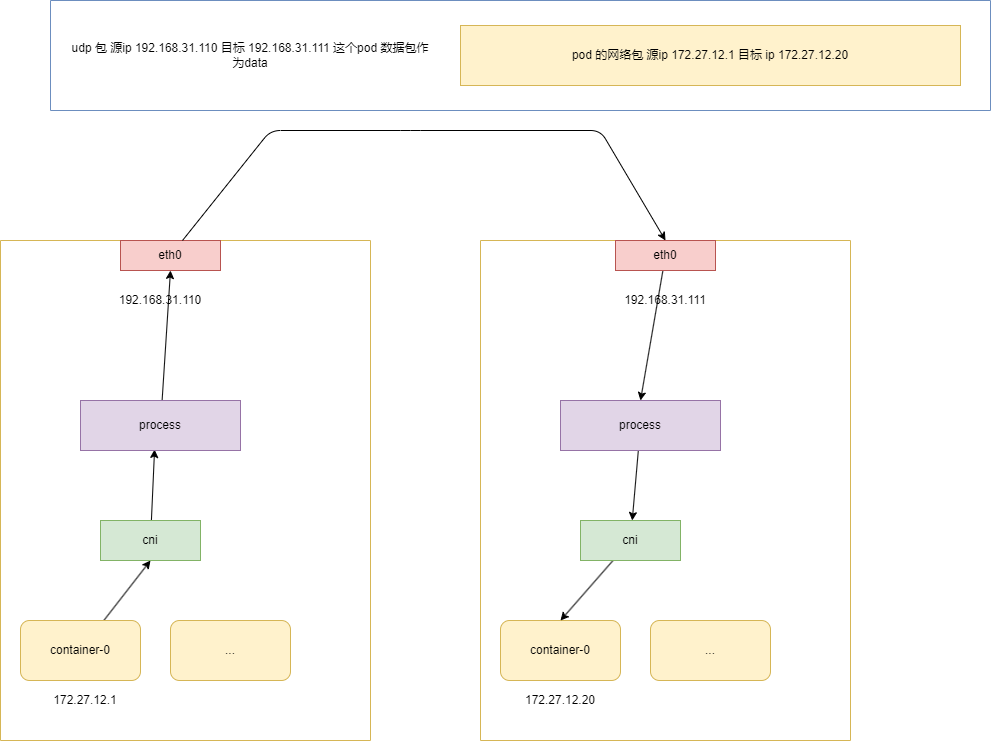 udp 包 源ip 192.168.31.110 目标 192.168.31.111 这个pod 数据包作
为data
pod 的网络包 源ip 172.27.12.1 目标 ip 172.27.12.20
eth0
eth0
192.168.31.110
192.168.31.111
process
process
cni
cni
container-0
...
container-0
...
172.27.12.1
172.27.12.20